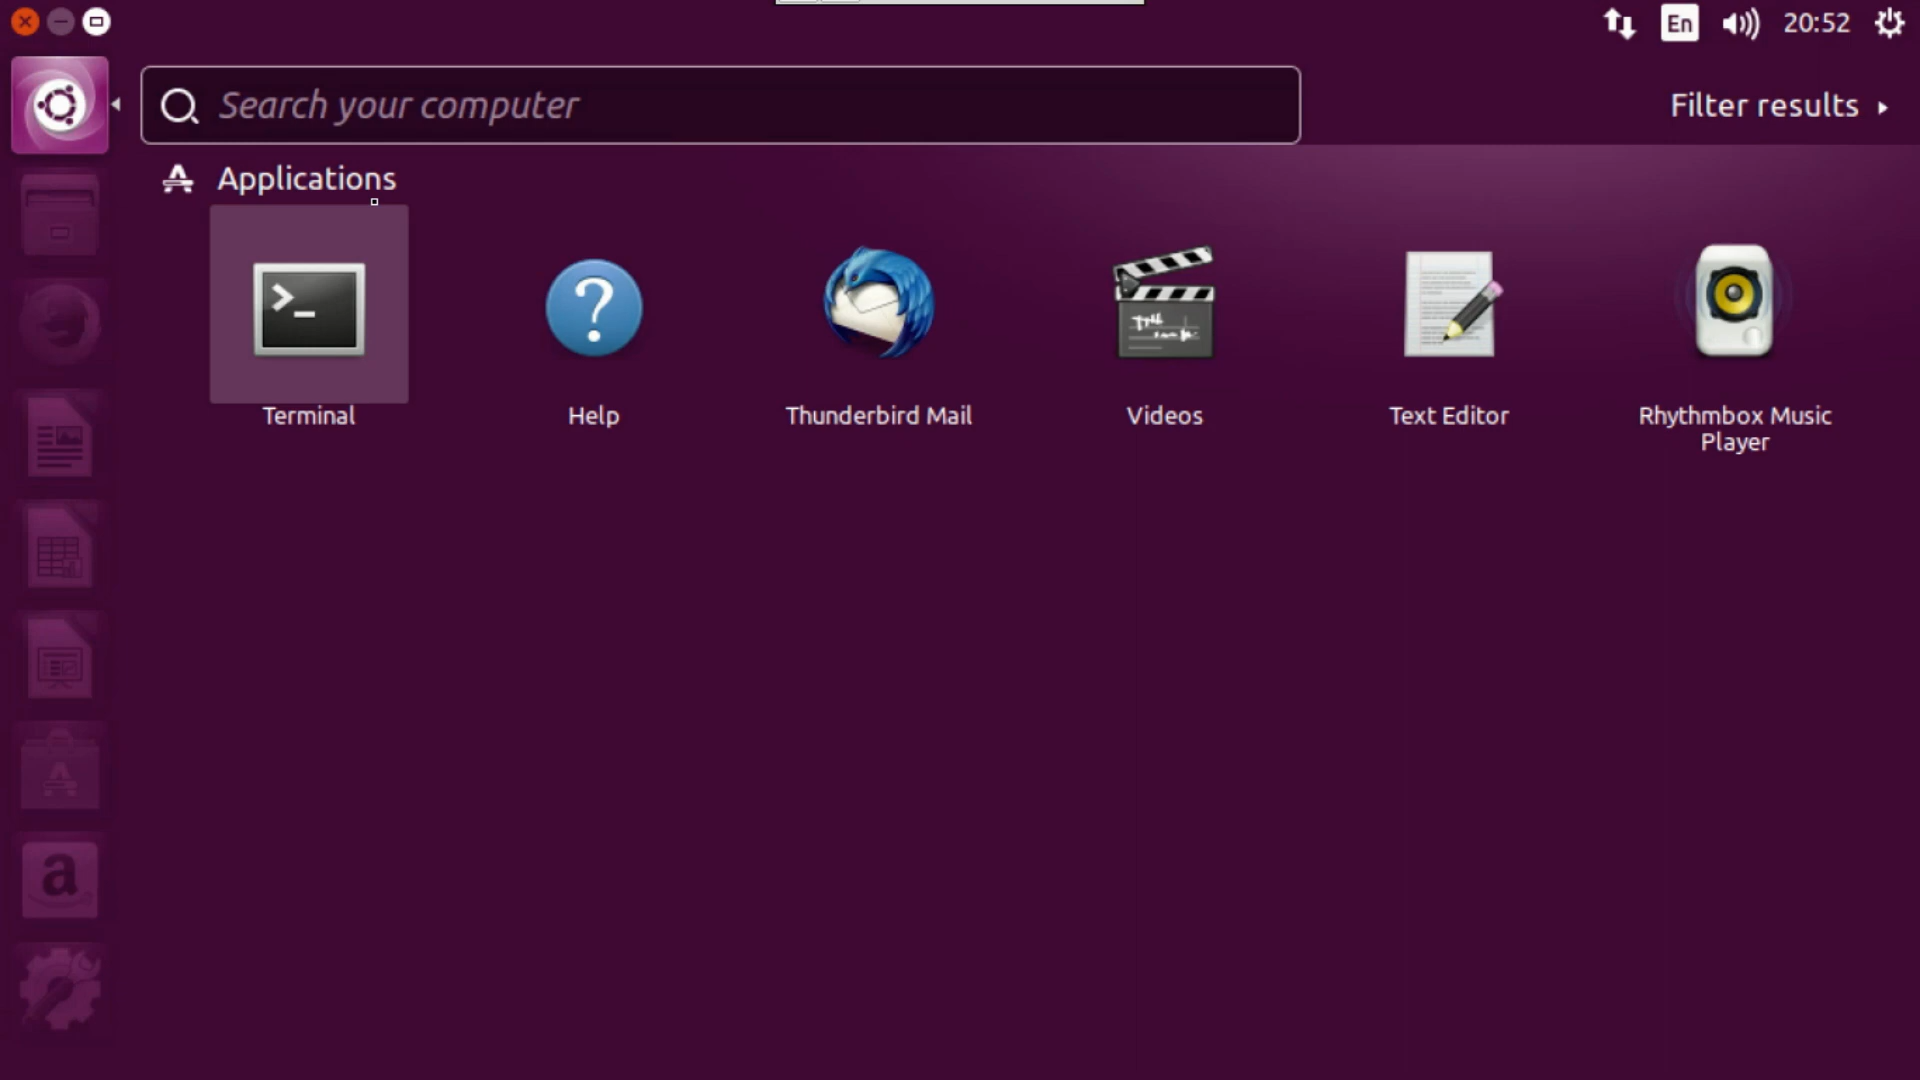 En
20:52
Search your computer
Filter results
Applications
>_
Terminal
?
Help
Thunderbird Mail
Videos
Text Editor
Rhythmbox Music
Player
a